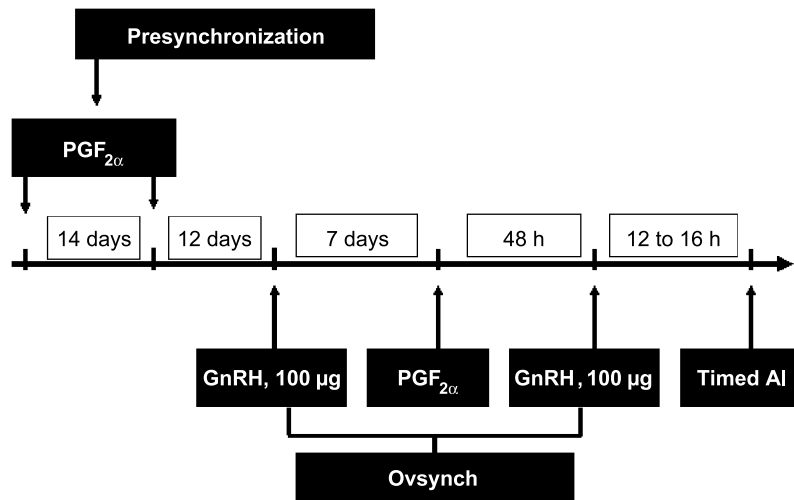 Presynchronization
PGF2α
14 days
12 days
7 days
48 h
12 to 16 h
GnRH, 100 µg
PGF2α
GnRH, 100 µg
Timed AI
Ovsynch